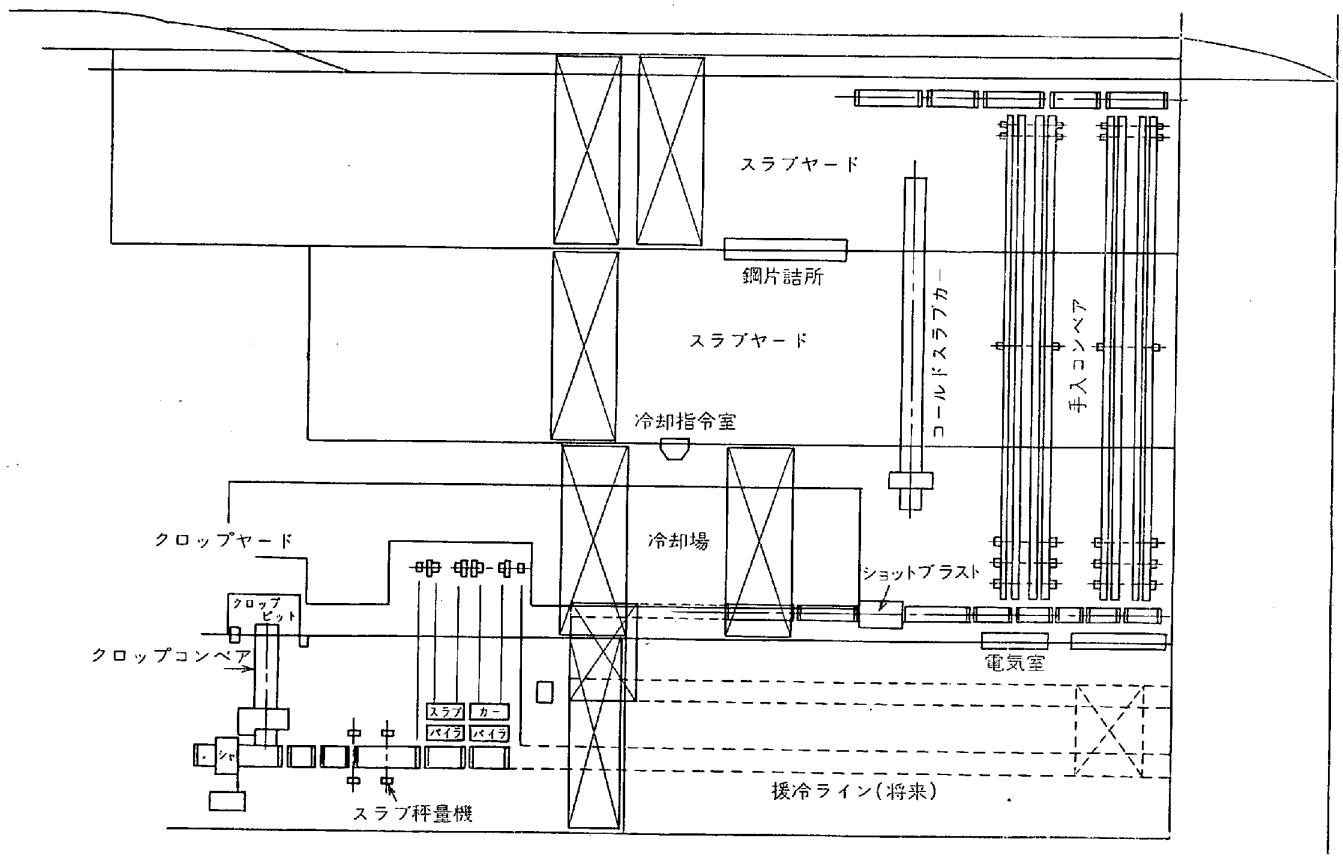 スラブヤード
鋼片詰所
スラブヤード
コールドスラブカー
手入コンベア
冷却指令室
クロップヤード
冷却場
ショットブラスト
クロップ
ピット
クロップコンベア
電気室
スラブ カー
パイラ パイラ
シャ
援冷ライン(将来)
スラブ秤量機